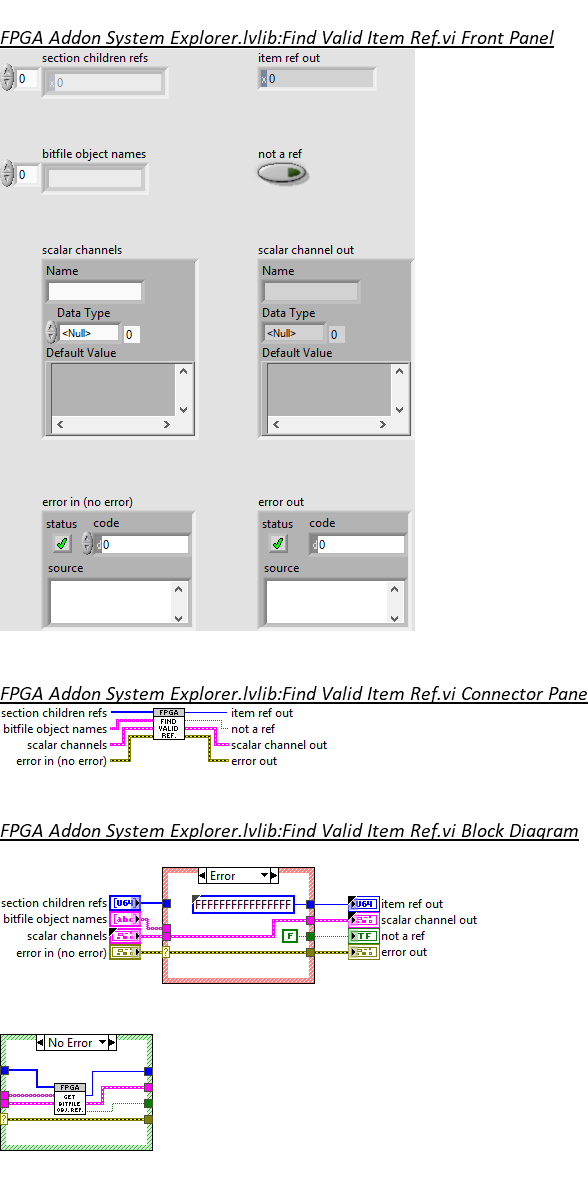 FPGA Addon System Explorer.lvlib:Find Valid Item Ref.vi Front Panel
section children refs
item ref out
0
x 0
x 0
bitfile object names
not a ref
0
scalar channels
scalar channel out
Name
Name
Data Type
Data Type
<Null> 0
<Null> 0
Default Value
Default Value
error in (no error)
error out
status code
status code
0
0
source
source
FPGA Addon System Explorer.lvlib:Find Valid Item Ref.vi Connector Pane
section children refs
bitfile object names
scalar channels
error in (no error)
FPGA
FIND
VALID
REF.
item ref out
not a ref
scalar channel out
error out
FPGA Addon System Explorer.lvlib:Find Valid Item Ref.vi Block Diagram
Error
section children refs
bitfile object names
scalar channels
error in (no error)
[U64]
[abc]
FFFFFFFFFFFFFFFF
F
?
U64
TF
item ref out
scalar channel out
not a ref
error out
No Error
FPGA
GET
BITFILE
OBJ. REF.
?